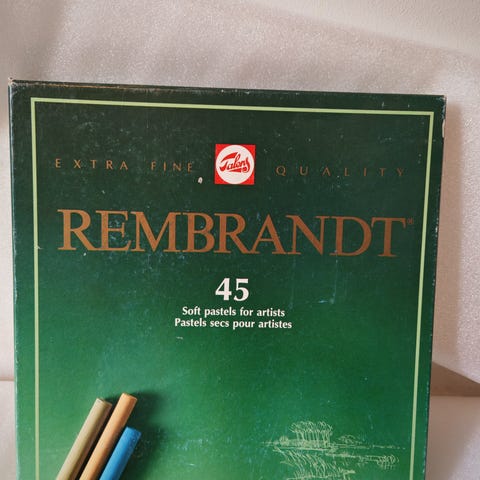 EXTRA FINE Talens QUALITY
REMBRANDT®
45
Soft pastels for artists
Pastels secs pour artistes